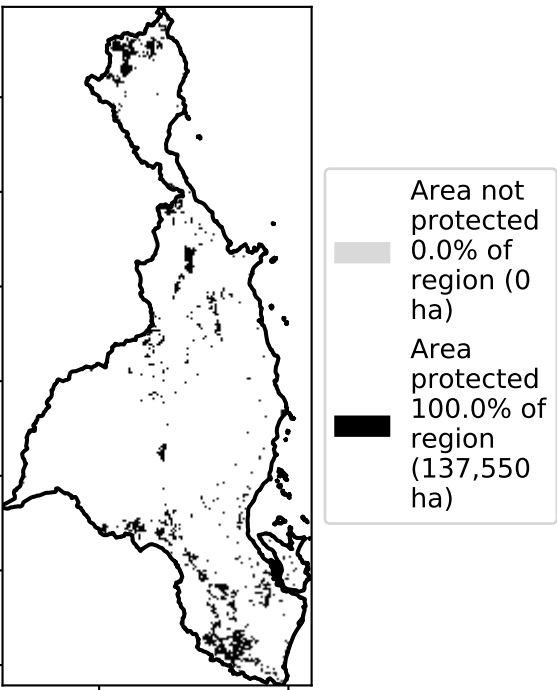 Area not
protected
0.0% of
region (0
ha)
Area
protected
100.0% of
region
(137,550
ha)